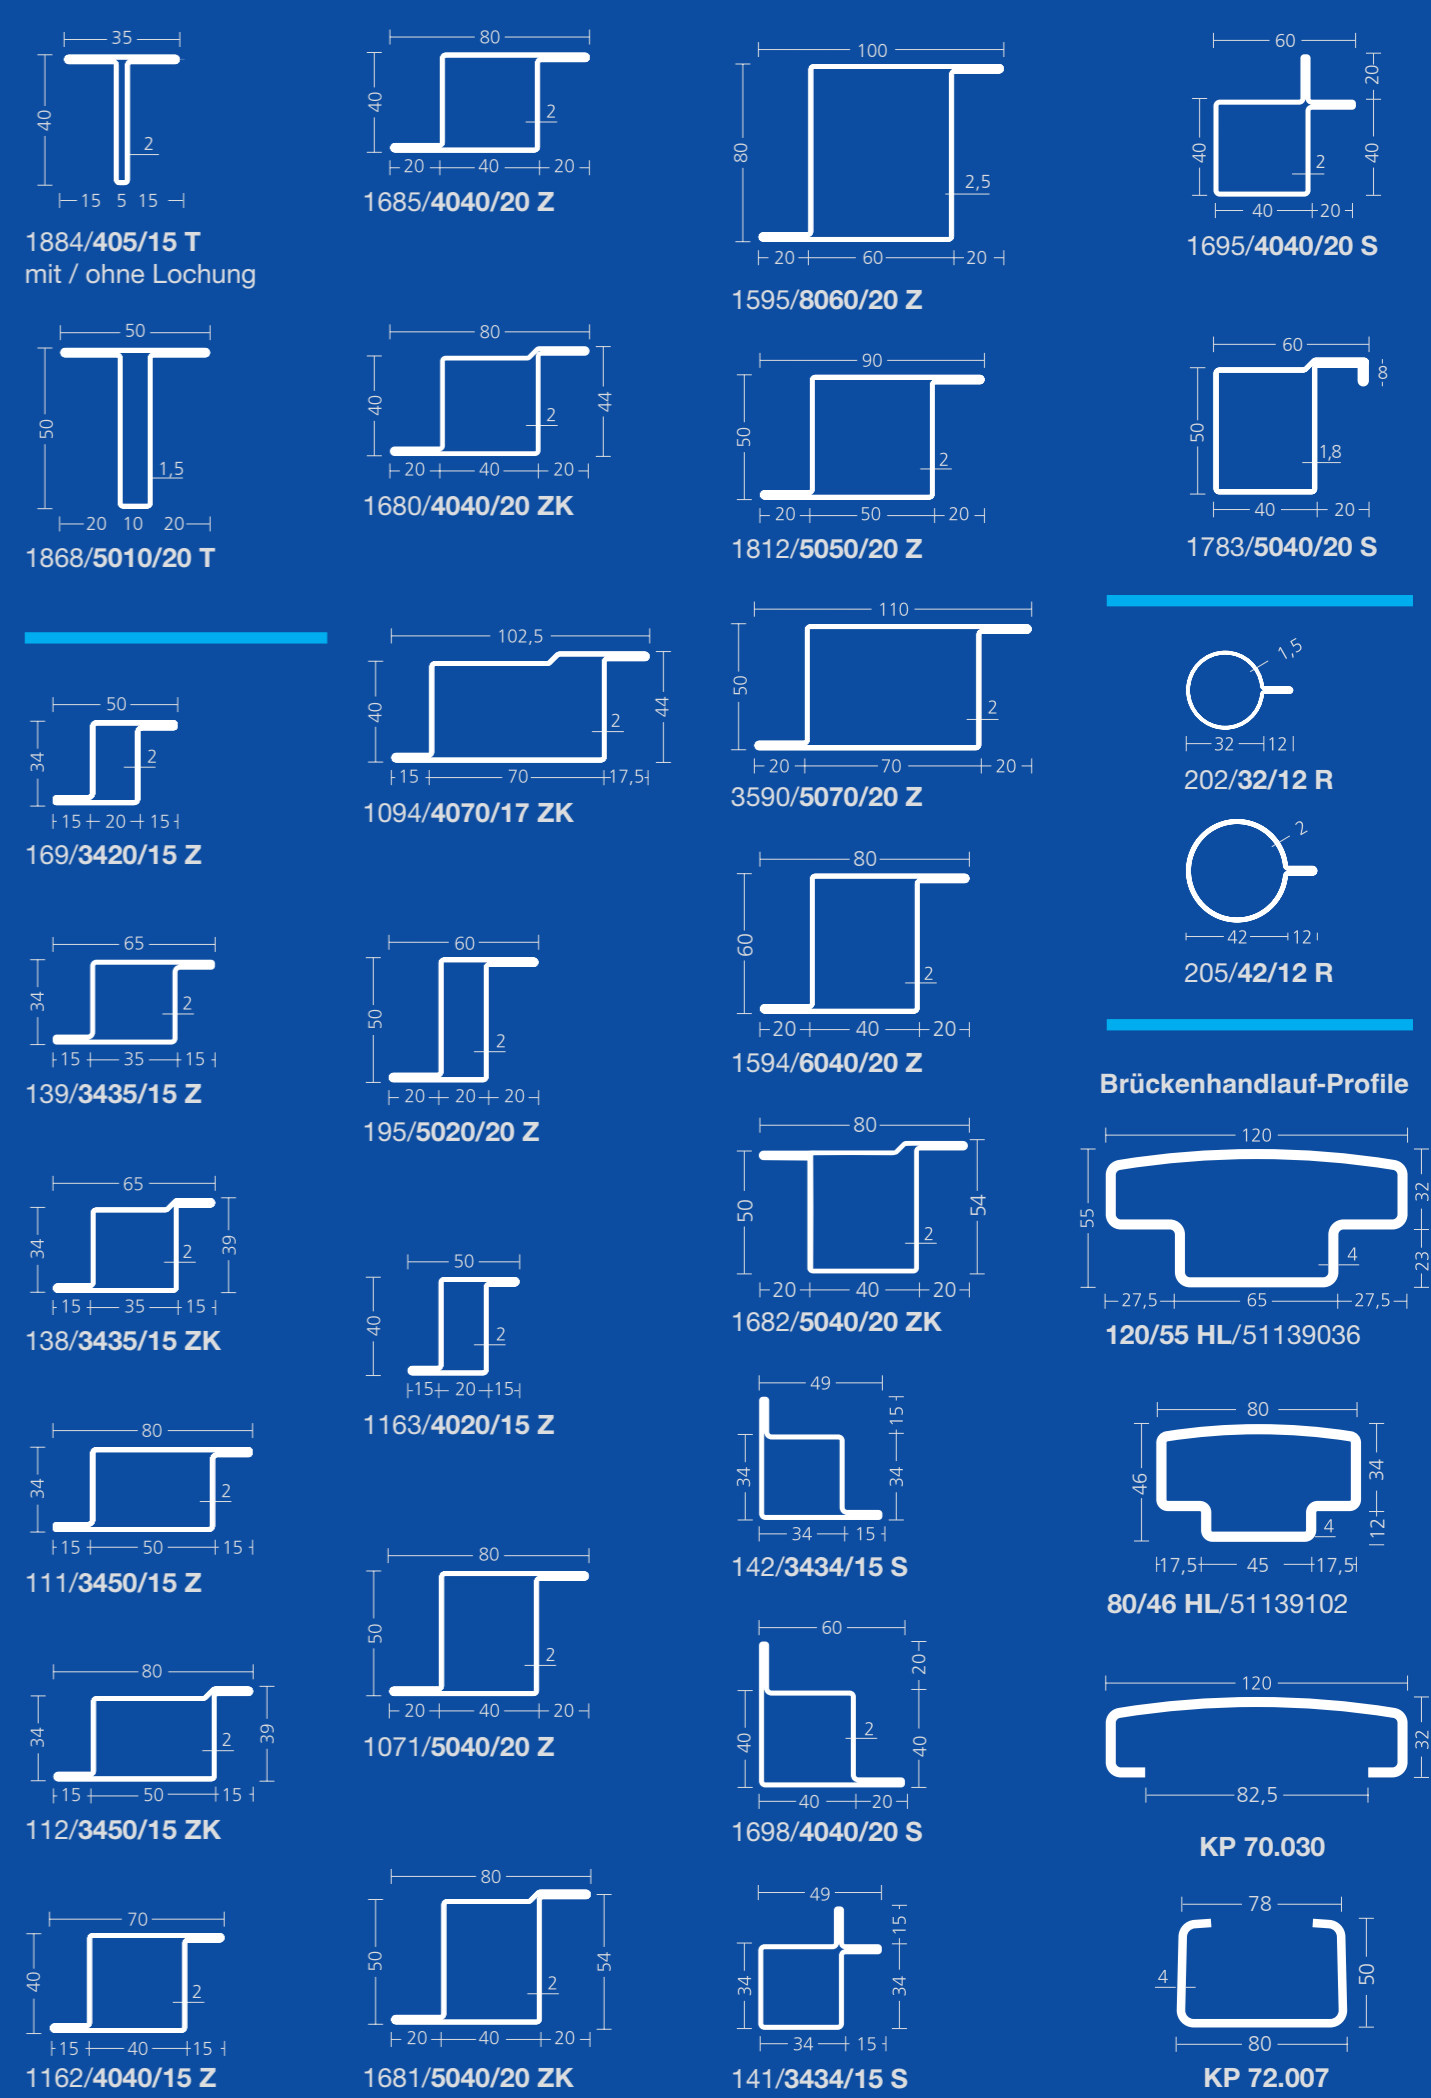 35
40
2
15 5 15
1884/405/15 T
mit / ohne Lochung
50
50
1,5
20 10 20
1868/5010/20 T
50
34
2
15 20 15
169/3420/15 Z
65
34
2
15 35 15
139/3435/15 Z
65
34
39
2
15 35 15
138/3435/15 ZK
80
34
2
15 50 15
111/3450/15 Z
80
34
39
2
15 50 15
112/3450/15 ZK
70
40
2
15 40 15
1162/4040/15 Z
80
40
2
20 40 20
1685/4040/20 Z
80
40
44
2
20 40 20
1680/4040/20 ZK
102,5
40
44
2
15 70 17,5
1094/4070/17 ZK
60
50
2
20 20 20
195/5020/20 Z
50
40
2
15 20 15
1163/4020/15 Z
80
50
2
20 40 20
1071/5040/20 Z
80
50
54
2
20 40 20
1681/5040/20 ZK
100
80
2,5
20 60 20
1595/8060/20 Z
90
50
2
20 50 20
1812/5050/20 Z
110
50
2
20 70 20
3590/5070/20 Z
80
60
2
20 40 20
1594/6040/20 Z
80
50
54
2
20 40 20
1682/5040/20 ZK
49
15
34
34
34 15
142/3434/15 S
60
20
40
2
40
40 20
1698/4040/20 S
49
15
34
34
34 15
141/3434/15 S
60
20
40
40
2
40 20
1695/4040/20 S
60
8
50
1,8
40 20
1783/5040/20 S
1,5
32 12
202/32/12 R
2
42 12
205/42/12 R
Brückenhandlauf-Profile
120
55
32
4
23
27,5 65 27,5
120/55 HL/51139036
80
46
34
4
12
17,5 45 17,5
80/46 HL/51139102
120
32
82,5
KP 70.030
78
4
50
80
KP 72.007